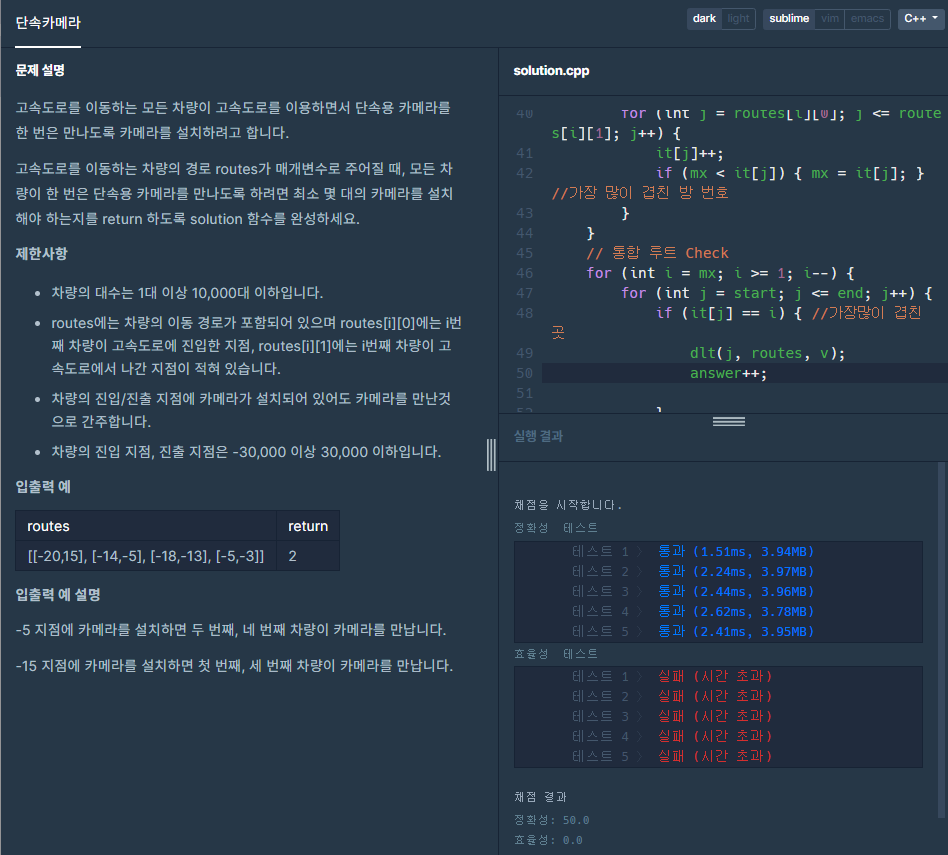 단속카메라
dark light sublime vim emacs C++
문제 설명
고속도로를 이동하는 모든 차량이 고속도로를 이용하면서 단속용 카메라를
한 번은 만나도록 카메라를 설치하려고 합니다.
고속도로를 이동하는 차량의 경로 routes가 매개변수로 주어질 때, 모든 차
량이 한 번은 단속용 카메라를 만나도록 하려면 최소 몇 대의 카메라를 설치
해야 하는지를 return 하도록 solution 함수를 완성하세요.
제한사항
• 차량의 대수는 1대 이상 10,000대 이하입니다.
• routes에는 차량의 이동 경로가 포함되어 있으며 routes[i][0]에는 i번
째 차량이 고속도로에 진입한 지점, routes[i][1]에는 i번째 차량이 고
속도로에서 나간 지점이 적혀 있습니다.
• 차량의 진입/진출 지점에 카메라가 설치되어 있어도 카메라를 만난것
으로 간주합니다.
• 차량의 진입 지점, 진출 지점은 -30,000 이상 30,000 이하입니다.
입출력 예
routes return
[[-20,15], [-14,-5], [-18,-13], [-5,-3]] 2
입출력 예 설명
-5 지점에 카메라를 설치하면 두 번째, 네 번째 차량이 카메라를 만납니다.
-15 지점에 카메라를 설치하면 첫 번째, 세 번째 차량이 카메라를 만납니다.
solution.cpp
40 for (int j = routes[i][0]; j <= route
s[i][1]; j++) {
41 it[j]++;
42 if (mx < it[j]) { mx = it[j]; }
//가장 많이 겹친 방 번호
43 }
44 }
45 // 통합 루트 Check
46 for (int i = mx; i >= 1; i--) {
47 for (int j = start; j <= end; j++) {
48 if (it[j] == i) { //가장많이 겹친
곳
49 dlt(j, routes, v);
50 answer++;
51
52 }
실행 결과
채점을 시작합니다.
정확성 테스트
테스트 1 〉 통과 (1.51ms, 3.94MB)
테스트 2 〉 통과 (2.24ms, 3.97MB)
테스트 3 〉 통과 (2.44ms, 3.96MB)
테스트 4 〉 통과 (2.62ms, 3.78MB)
테스트 5 〉 통과 (2.41ms, 3.95MB)
효율성 테스트
테스트 1 〉 실패 (시간 초과)
테스트 2 〉 실패 (시간 초과)
테스트 3 〉 실패 (시간 초과)
테스트 4 〉 실패 (시간 초과)
테스트 5 〉 실패 (시간 초과)
채점 결과
정확성: 50.0
효율성: 0.0